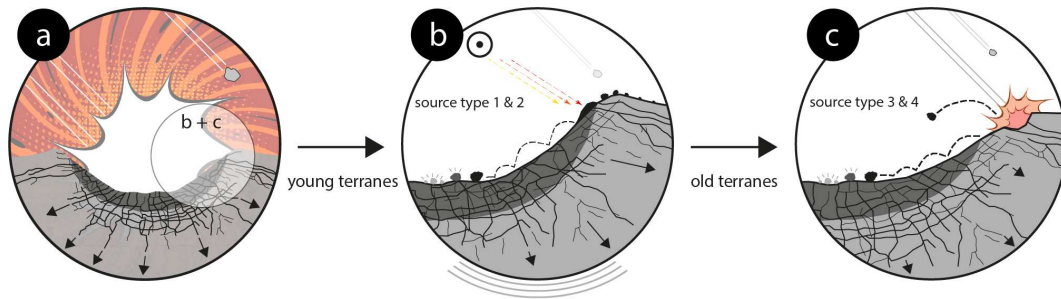 a
b + c
young terranes
b
source type 1 & 2
old terranes
c
source type 3 & 4